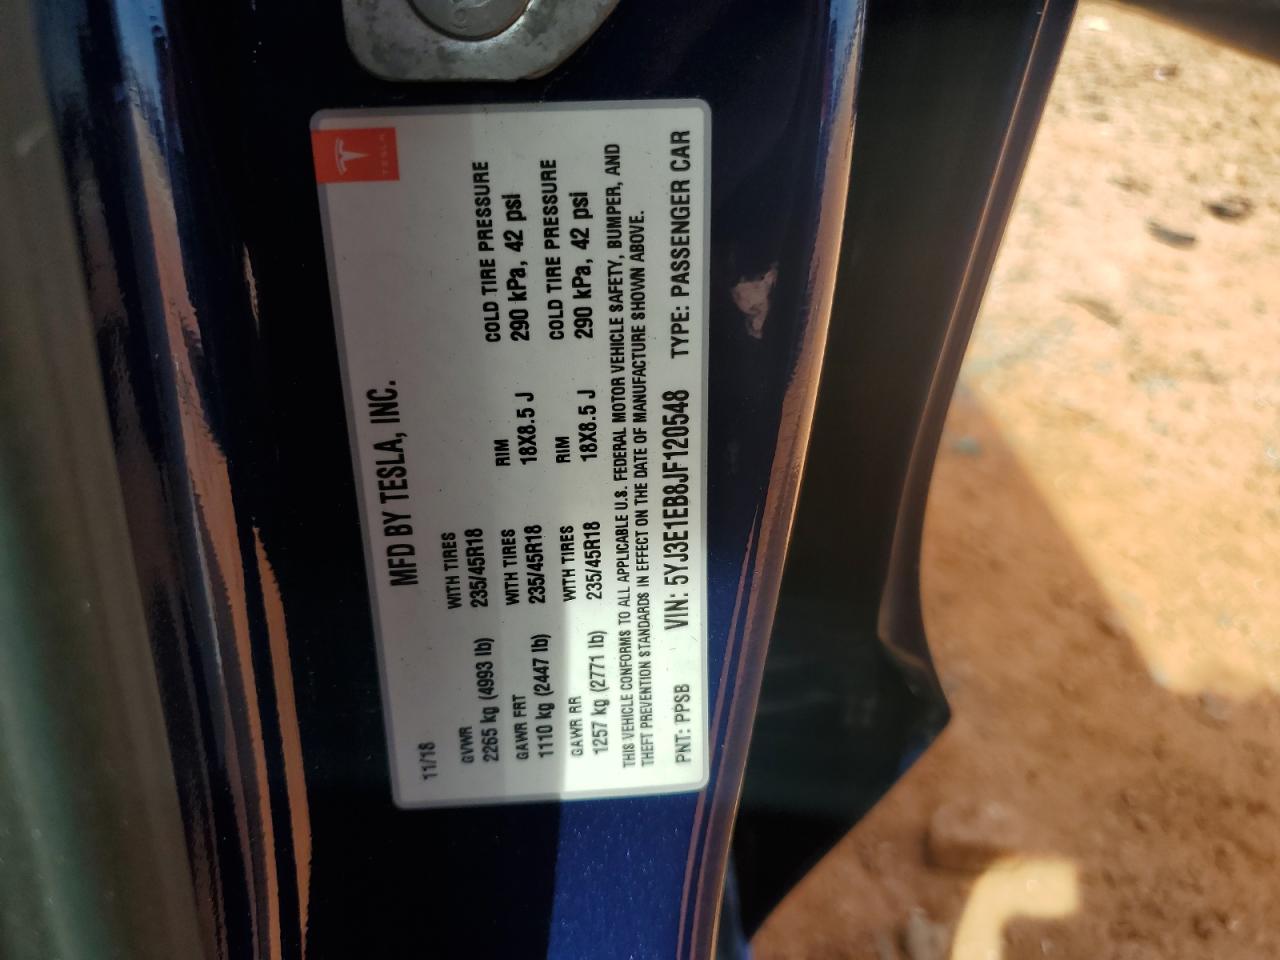 TESLA
MFD BY TESLA, INC.
11/18
GVWR WITH TIRES RIM COLD TIRE PRESSURE
2265 kg (4993 lb) 235/45R18
GAWR FRT WITH TIRES RIM COLD TIRE PRESSURE
1110 kg (2447 lb) 235/45R18 18X8.5 J 290 kPa, 42 psi
GAWR RR WITH TIRES RIM COLD TIRE PRESSURE
1257 kg (2771 lb) 235/45R18 18X8.5 J 290 kPa, 42 psi
THIS VEHICLE CONFORMS TO ALL APPLICABLE U.S. FEDERAL MOTOR VEHICLE SAFETY, BUMPER, AND
THEFT PREVENTION STANDARDS IN EFFECT ON THE DATE OF MANUFACTURE SHOWN ABOVE.
PNT: PPSB VIN: 5YJ3E1EB8JF120548 TYPE: PASSENGER CAR